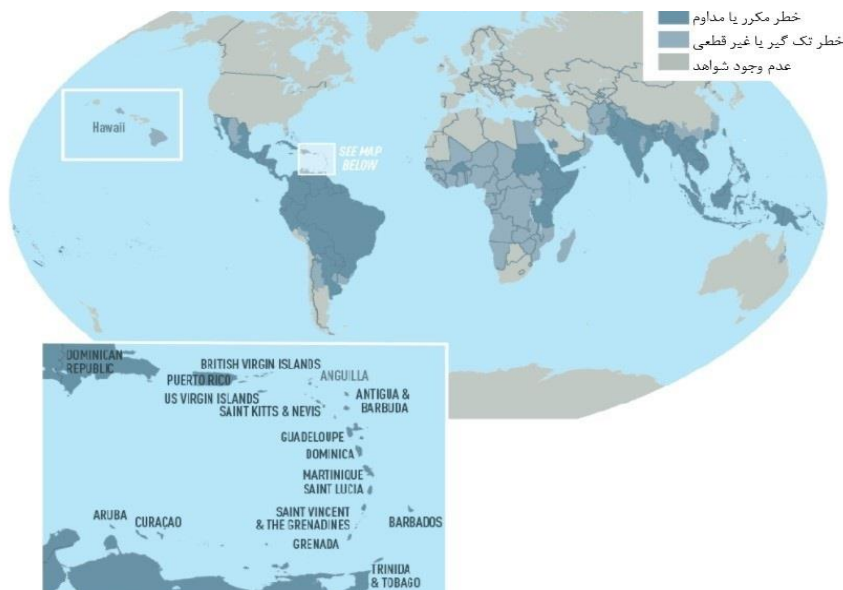 خطر مکرر یا مداوم
خطر تک گیر یا غیر قطعی
عدم وجود شواهد
Hawaii
SEE MAP
BELOW
DOMINICAN
REPUBLIC
BRITISH VIRGIN ISLANDS
PUERTO RICO
ANGUILLA
US VIRGIN ISLANDS
ANTIGUA &
BARBUDA
SAINT KITTS & NEVIS
GUADELOUPE
DOMINICA
MARTINIQUE
SAINT LUCIA
SAINT VINCENT
& THE GRENADINES
BARBADOS
ARUBA
CURAÇAO
GRENADA
TRINIDA
& TOBAGO